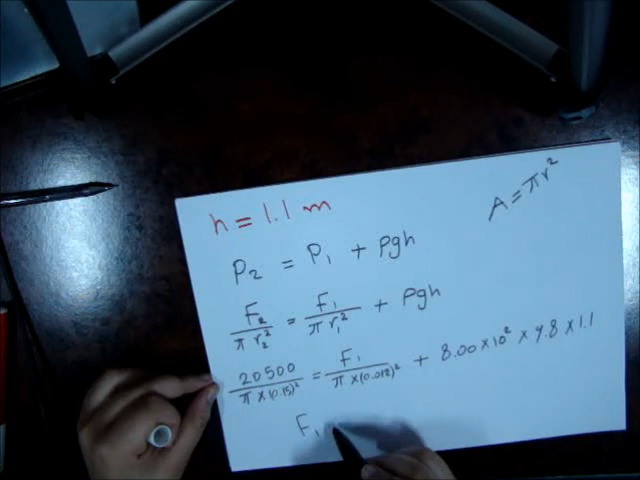 h = 1.1 m
A = πr²
P₂ = P₁ + ρgh
F₂/πr₂² = F₁/πr₁² + ρgh
20500/π×(0.15)² = F₁/π×(0.012)² + 8.00×10²×9.8×1.1
F₁